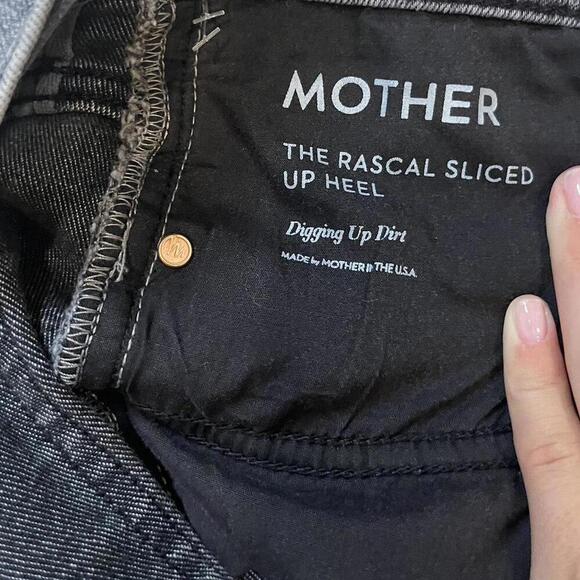 MOTHER
THE RASCAL SLICED
UP HEEL
Digging Up Dirt
MADE by MOTHER IN THE U.S.A.